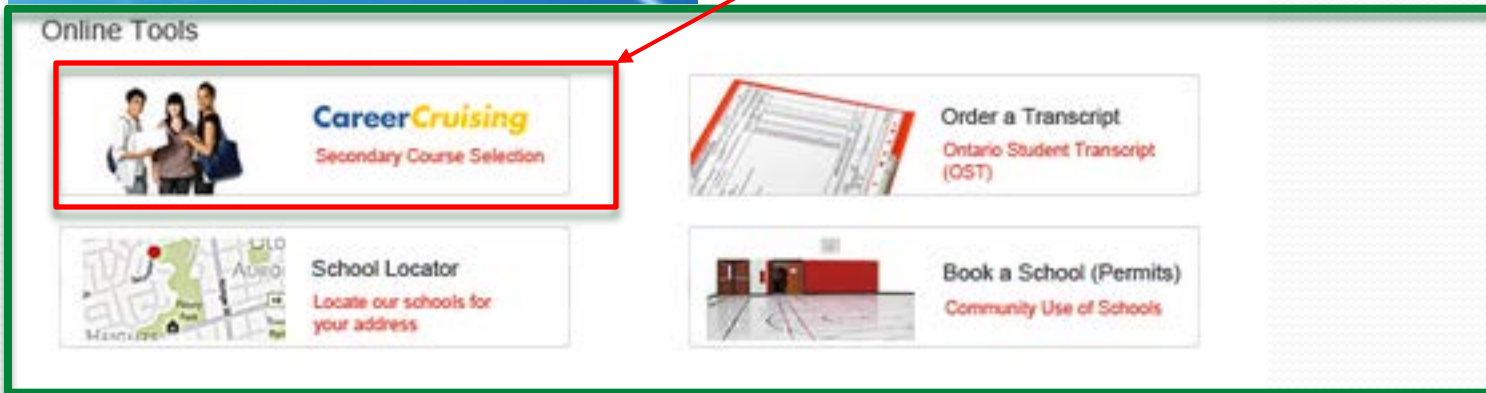 Online Tools
CareerCruising
Secondary Course Selection
Order a Transcript
Ontario Student Transcript
(OST)
School Locator
Locate our schools for
your address
Book a School (Permits)
Community Use of Schools